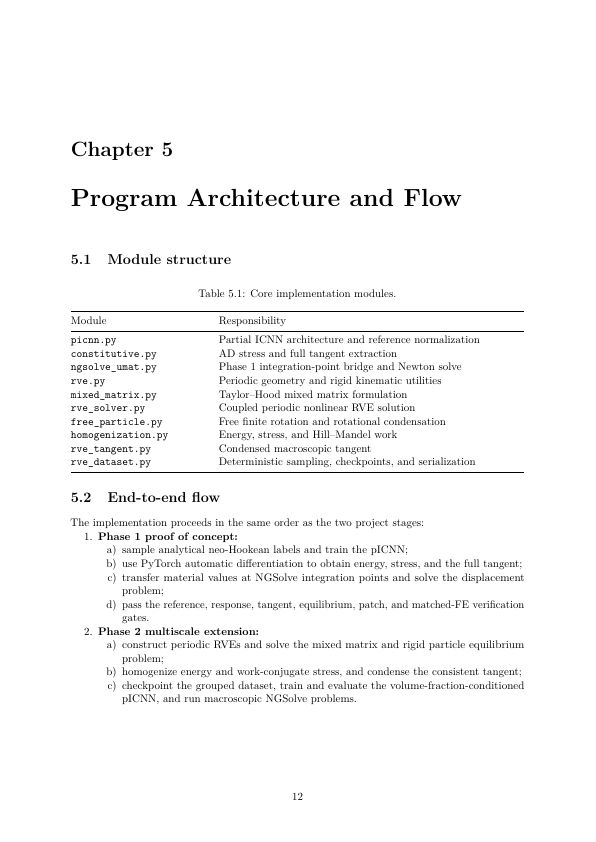 Chapter 5
Program Architecture and Flow
5.1 Module structure
Table 5.1: Core implementation modules.
Module Responsibility
picnn.py Partial ICNN architecture and reference normalization
constitutive.py AD stress and full tangent extraction
ngsolve_umat.py Phase 1 integration-point bridge and Newton solve
rve.py Periodic geometry and rigid kinematic utilities
mixed_matrix.py Taylor–Hood mixed matrix formulation
rve_solver.py Coupled periodic nonlinear RVE solution
free_particle.py Free finite rotation and rotational condensation
homogenization.py Energy, stress, and Hill–Mandel work
rve_tangent.py Condensed macroscopic tangent
rve_dataset.py Deterministic sampling, checkpoints, and serialization
5.2 End-to-end flow
The implementation proceeds in the same order as the two project stages:
1. Phase 1 proof of concept:
a) sample analytical neo-Hookean labels and train the pICNN;
b) use PyTorch automatic differentiation to obtain energy, stress, and the full tangent;
c) transfer material values at NGSolve integration points and solve the displacement
problem;
d) pass the reference, response, tangent, equilibrium, patch, and matched-FE verification
gates.
2. Phase 2 multiscale extension:
a) construct periodic RVEs and solve the mixed matrix and rigid particle equilibrium
problem;
b) homogenize energy and work-conjugate stress, and condense the consistent tangent;
c) checkpoint the grouped dataset, train and evaluate the volume-fraction-conditioned
pICNN, and run macroscopic NGSolve problems.
12